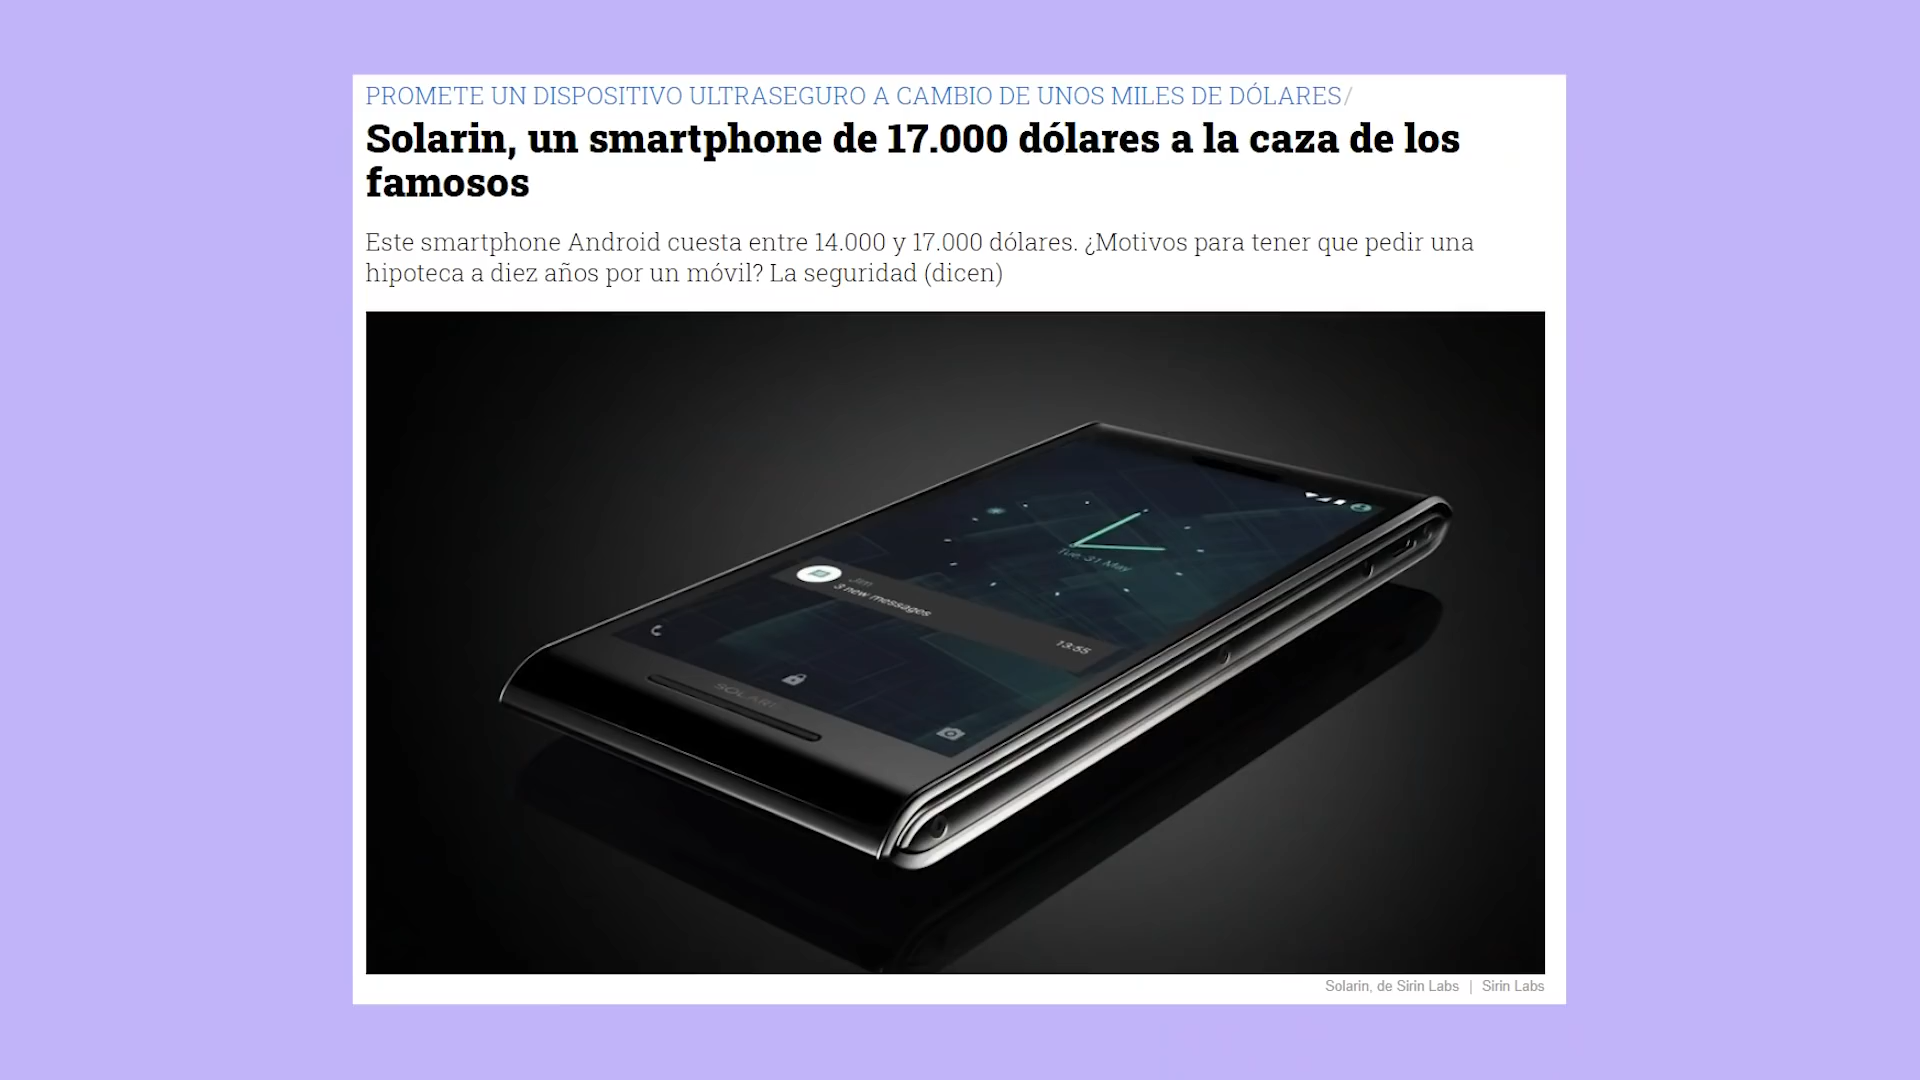 PROMETE UN DISPOSITIVO ULTRASEGURO A CAMBIO DE UNOS MILES DE DÓLARES/
Solarin, un smartphone de 17.000 dólares a la caza de los
famosos
Este smartphone Android cuesta entre 14.000 y 17.000 dólares. ¿Motivos para tener que pedir una
hipoteca a diez años por un móvil? La seguridad (dicen)
Tue-31 May
Jim
3 new messages
13:55
SOLARIN
Solarin, de Sirin Labs | Sirin Labs